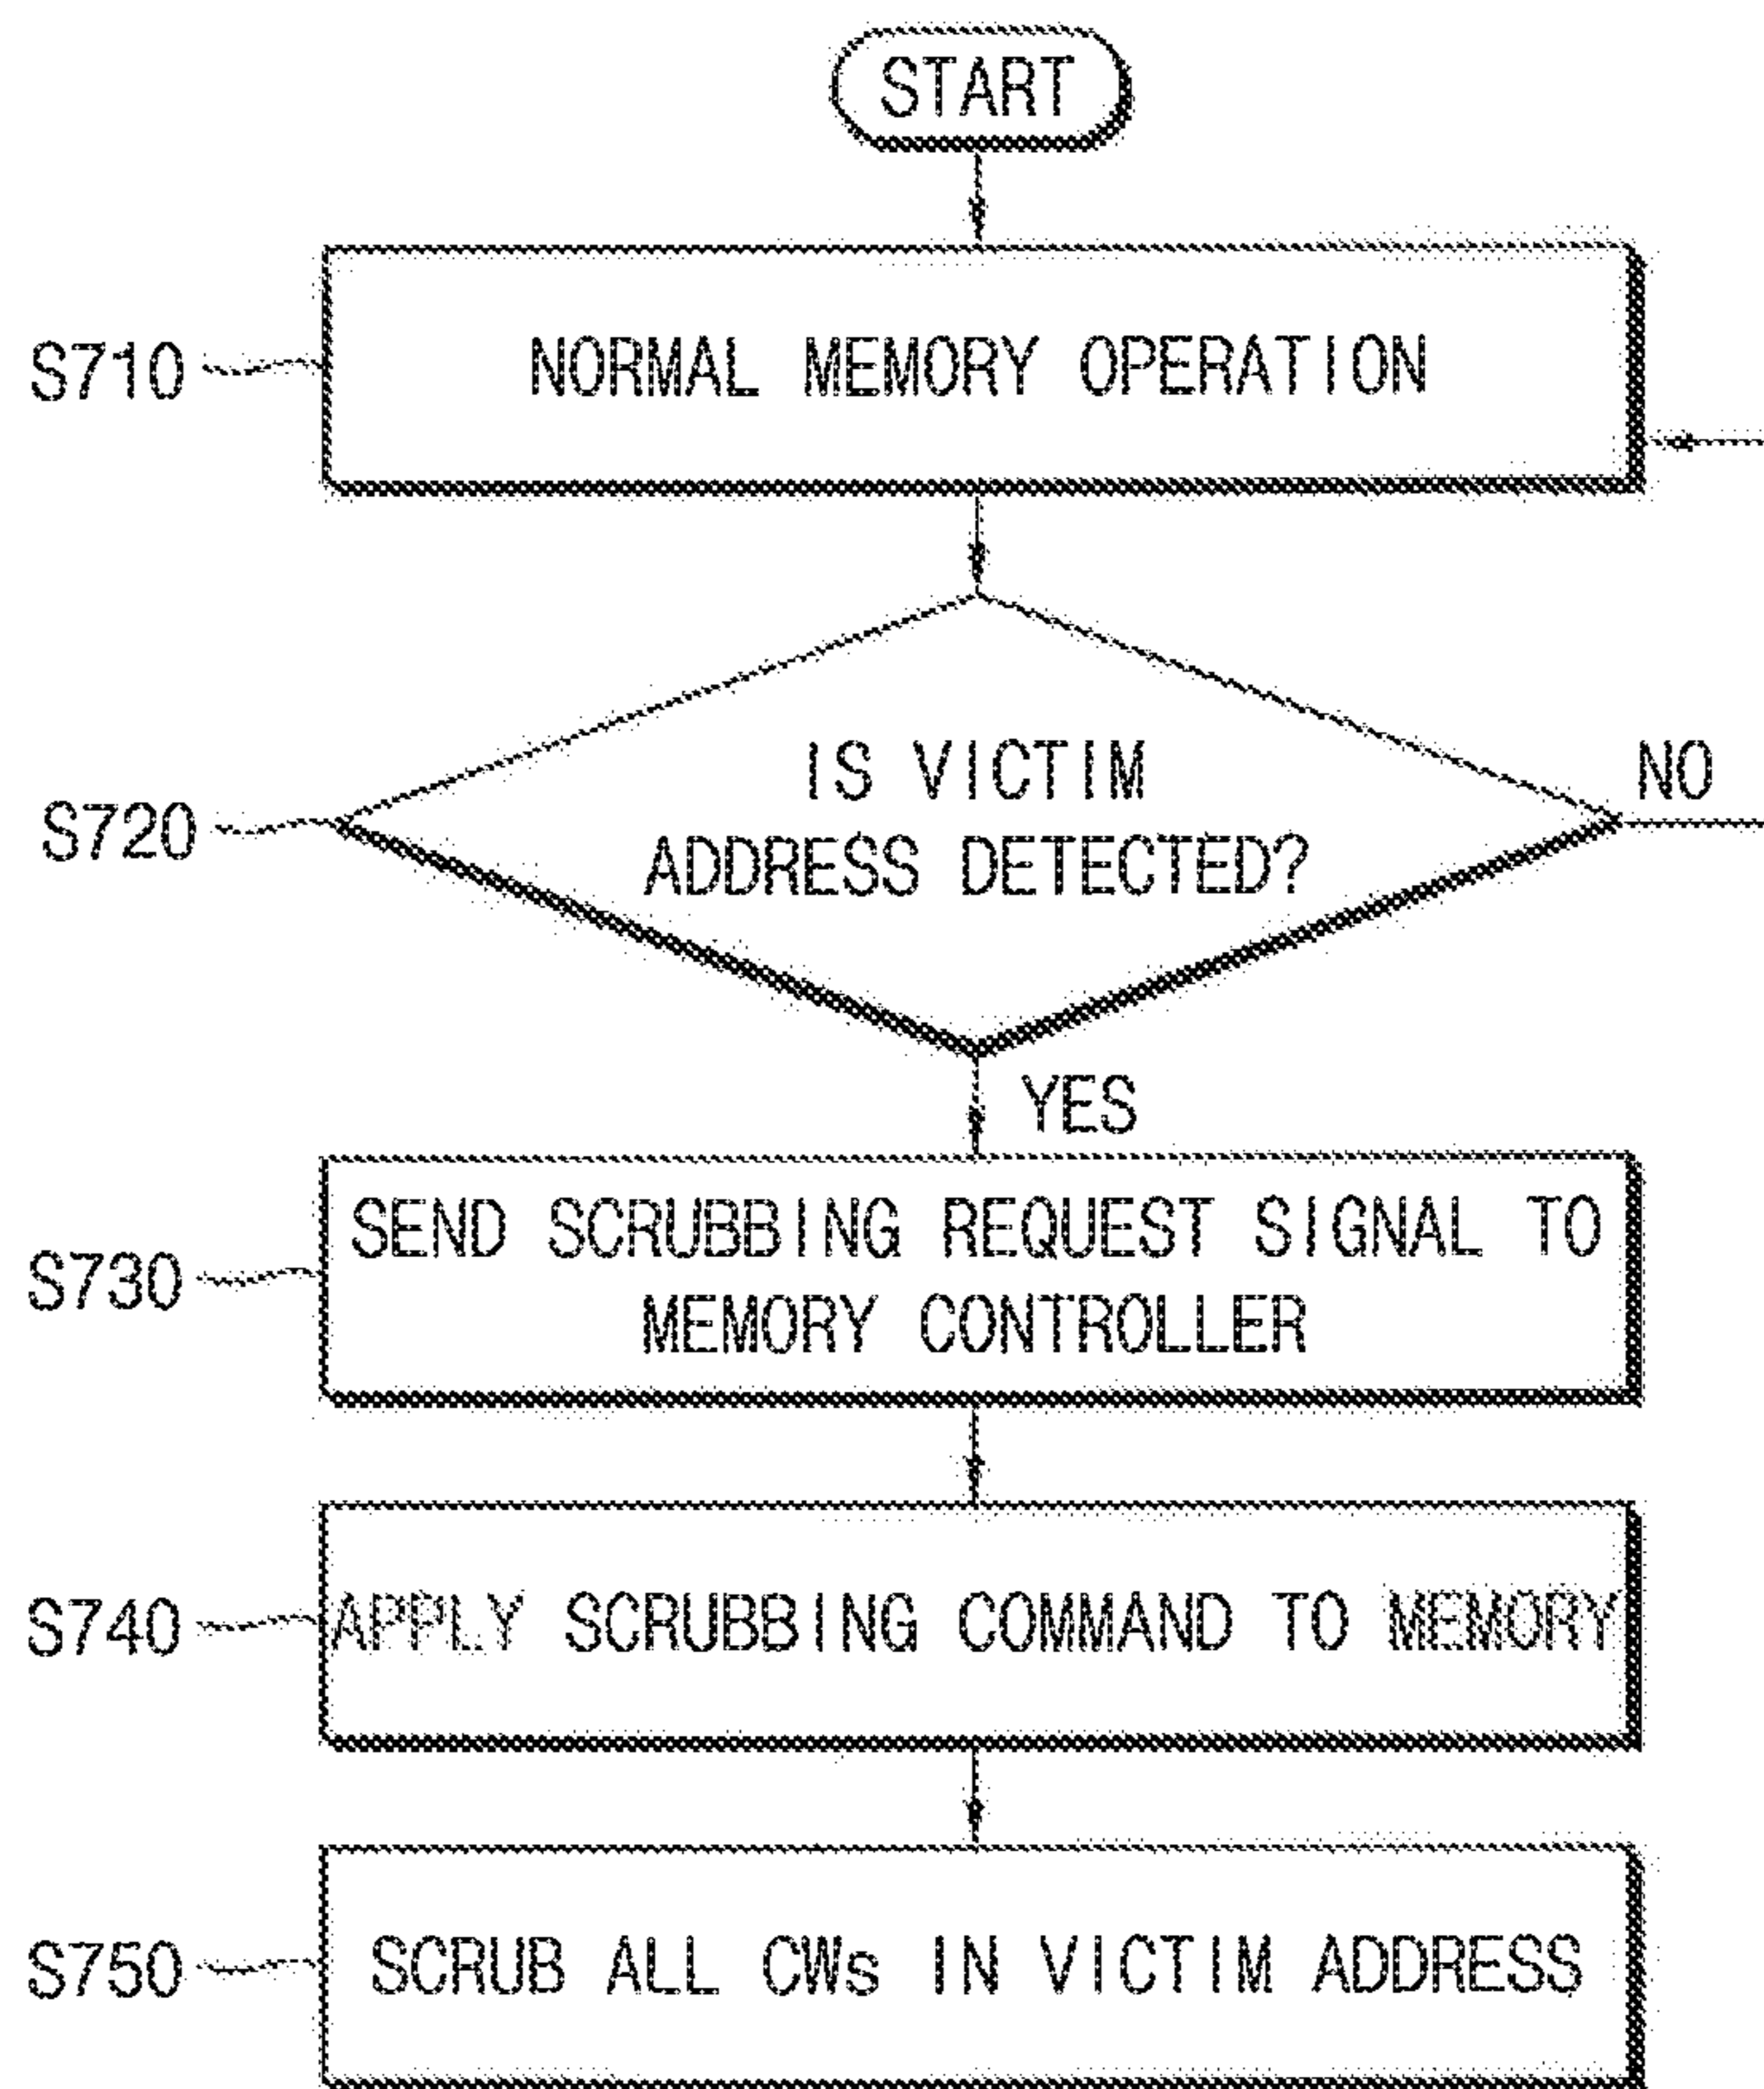 START
S710
NORMAL MEMORY OPERATION
S720
IS VICTIM
ADDRESS DETECTED?
NO
YES
S730
SEND SCRUBBING REQUEST SIGNAL TO
MEMORY CONTROLLER
S740
APPLY SCRUBBING COMMAND TO MEMORY
S750
SCRUB ALL CWs IN VICTIM ADDRESS